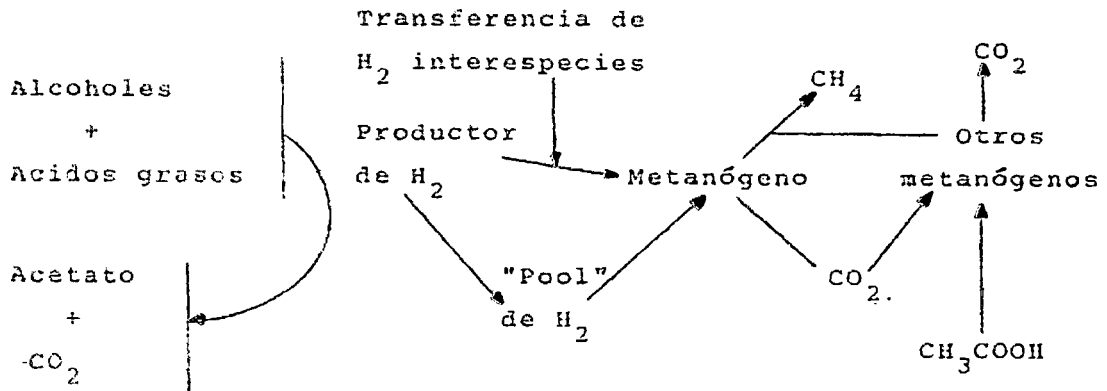 Alcoholes
+
Acidos grasos
Acetato
+
CO2
Transferencia de
H2 interespecies
Productor
de H2
"Pool"
de H2
Metanógeno
CH4
CO2.
CO2
Otros
metanógenos
CH3COOH